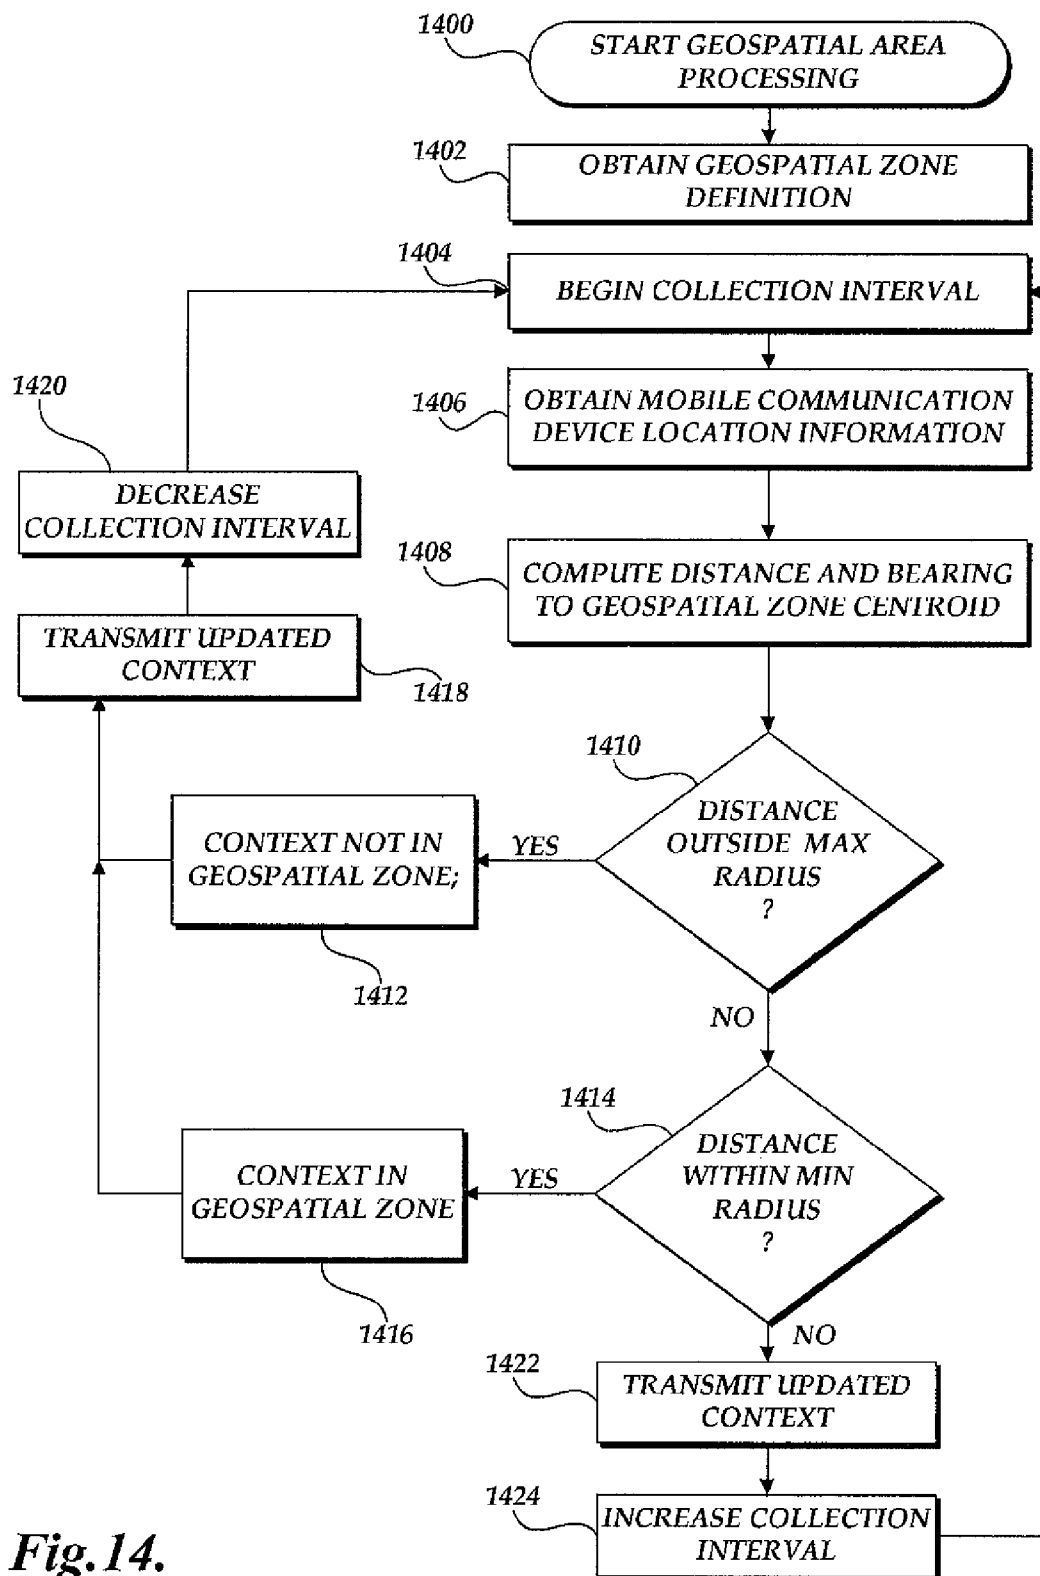 1400
START GEOSPATIAL AREA
PROCESSING
1402
OBTAIN GEOSPATIAL ZONE
DEFINITION
1404
BEGIN COLLECTION INTERVAL
1406
OBTAIN MOBILE COMMUNICATION
DEVICE LOCATION INFORMATION
1420
DECREASE
COLLECTION INTERVAL
1408
COMPUTE DISTANCE AND BEARING
TO GEOSPATIAL ZONE CENTROID
TRANSMIT UPDATED
CONTEXT
1418
1410
DISTANCE
OUTSIDE MAX
RADIUS
?
YES
CONTEXT NOT IN
GEOSPATIAL ZONE;
1412
NO
1414
DISTANCE
WITHIN MIN
RADIUS
?
YES
CONTEXT IN
GEOSPATIAL ZONE
1416
NO
1422
TRANSMIT UPDATED
CONTEXT
1424
INCREASE COLLECTION
INTERVAL
Fig.14.